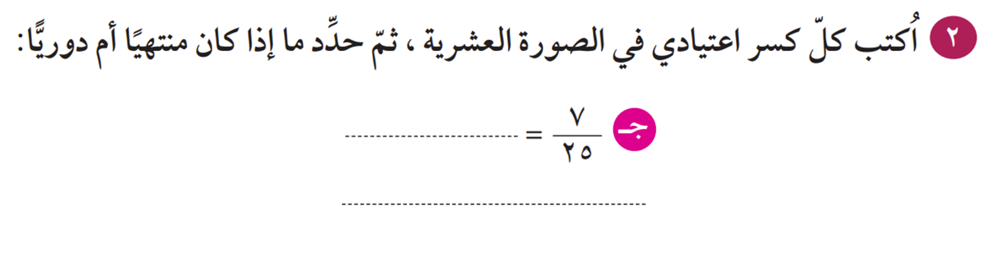 ٢ اُكتب كلّ كسر اعتيادي في الصورة العشرية ، ثمّ حدِّد ما إذا كان منتهيًا أم دوريًّا :
جـ ٧/٢٥ = ----------------------------
--------------------------------------------------